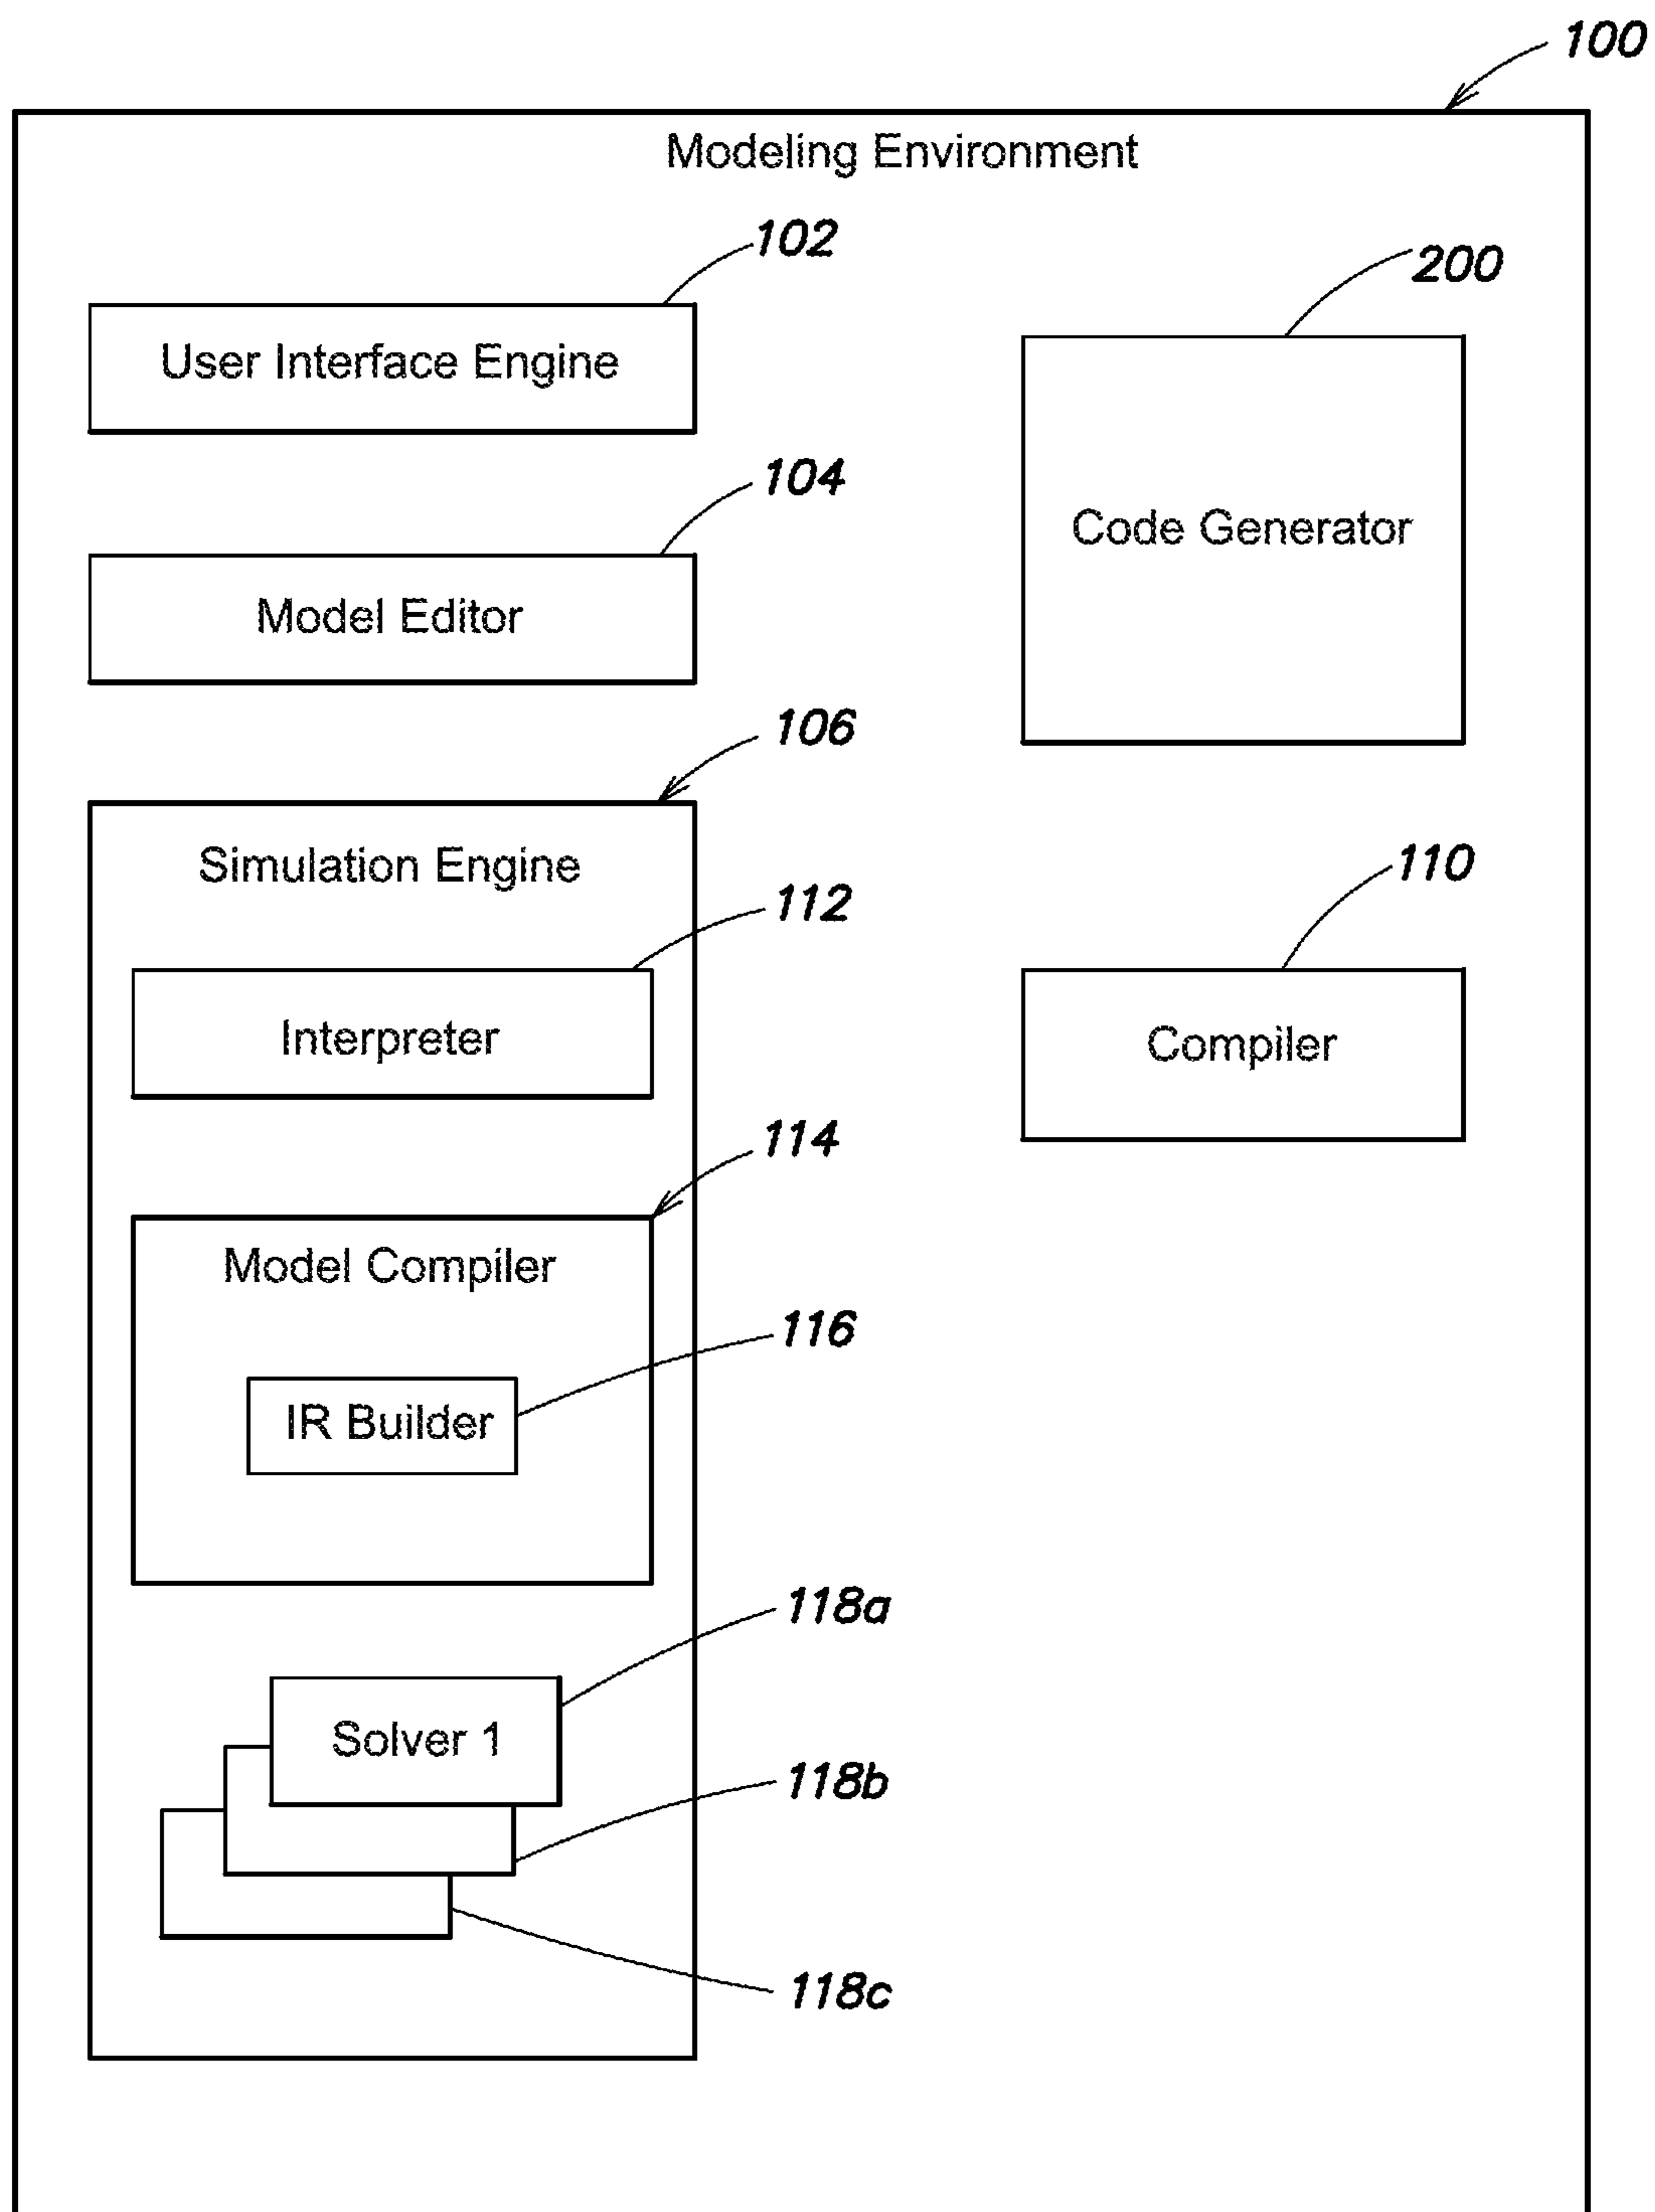 100
Modeling Environment
102
200
User Interface Engine
Code Generator
104
Model Editor
106
Simulation Engine
110
112
Interpreter
Compiler
114
Model Compiler
116
IR Builder
118a
Solver 1
118b
118c